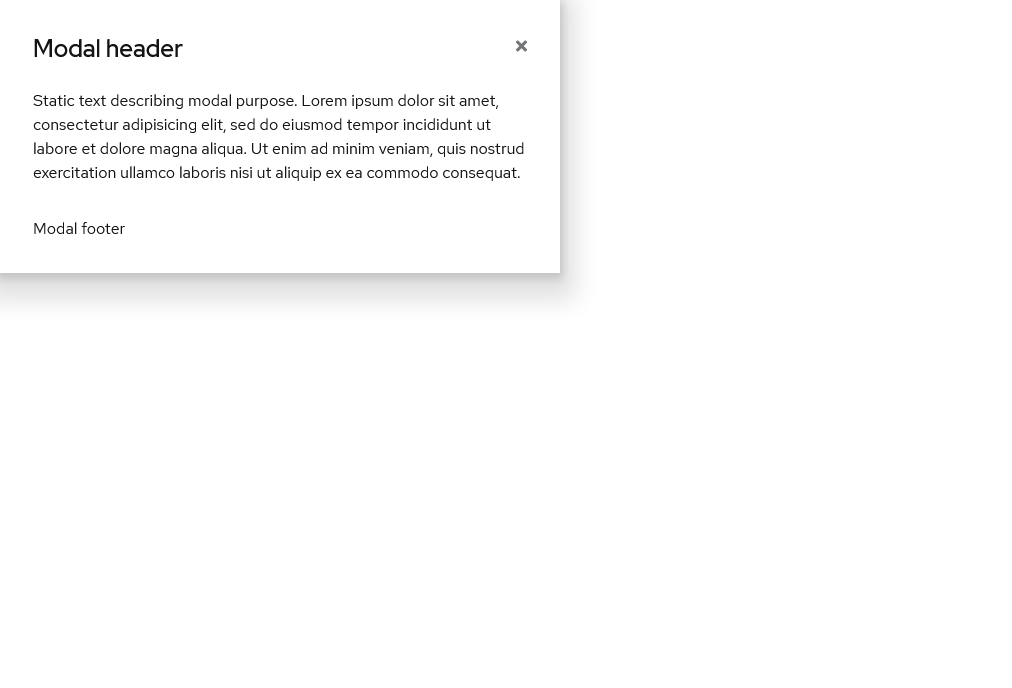 Modal header
Static text describing modal purpose. Lorem ipsum dolor sit amet,
consectetur adipisicing elit, sed do eiusmod tempor incididunt ut
labore et dolore magna aliqua. Ut enim ad minim veniam, quis nostrud
exercitation ullamco laboris nisi ut aliquip ex ea commodo consequat.
Modal footer